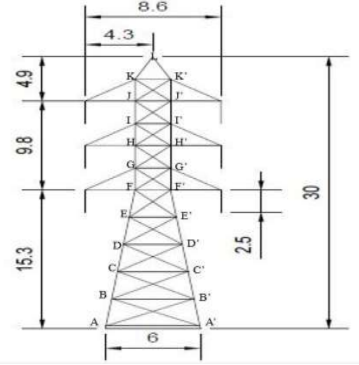 8.6
4.3
L
4.9
K K'
J J'
I I'
9.8
H H'
G G'
F F'
30
E E'
2.5
D D'
15.3
C C'
B B'
A A'
6